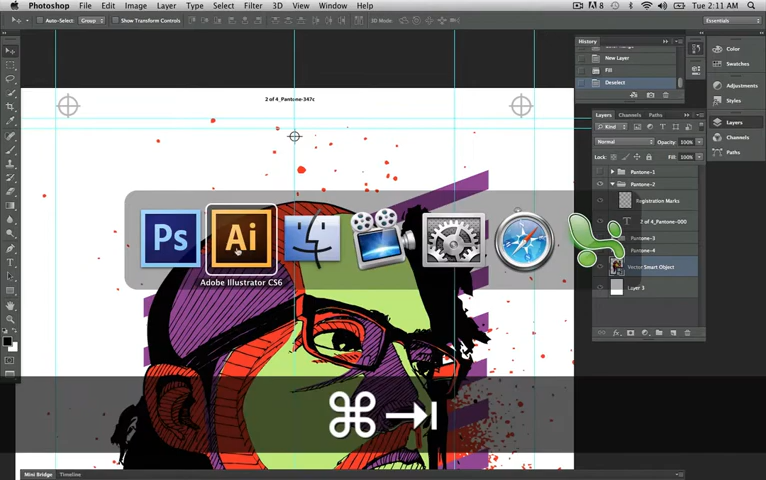 Photoshop File Edit Image Layer Type Select Filter View Window Help
8
Tue 2:11 AM
Auto-Select: Group Show Transform Controls
3D Mode:
Essentials
History
New Layer
Fill
Deselect
Color
Swatches
Adjustments
Styles
Layers
Channels
Paths
Layers Channels Paths
Kind
Normal Opacity: 100%
Lock: Fill: 100%
Pantone-1
Pantone-2
Registration Marks
T 2 of 4_Pantone-000
Pantone-3
Pantone-4
Vector Smart Object
Layer 3
2 of 4_Pantone-347c
Ps
Ai
Adobe Illustrator CS6
⌘→|
Mini Bridge Timeline